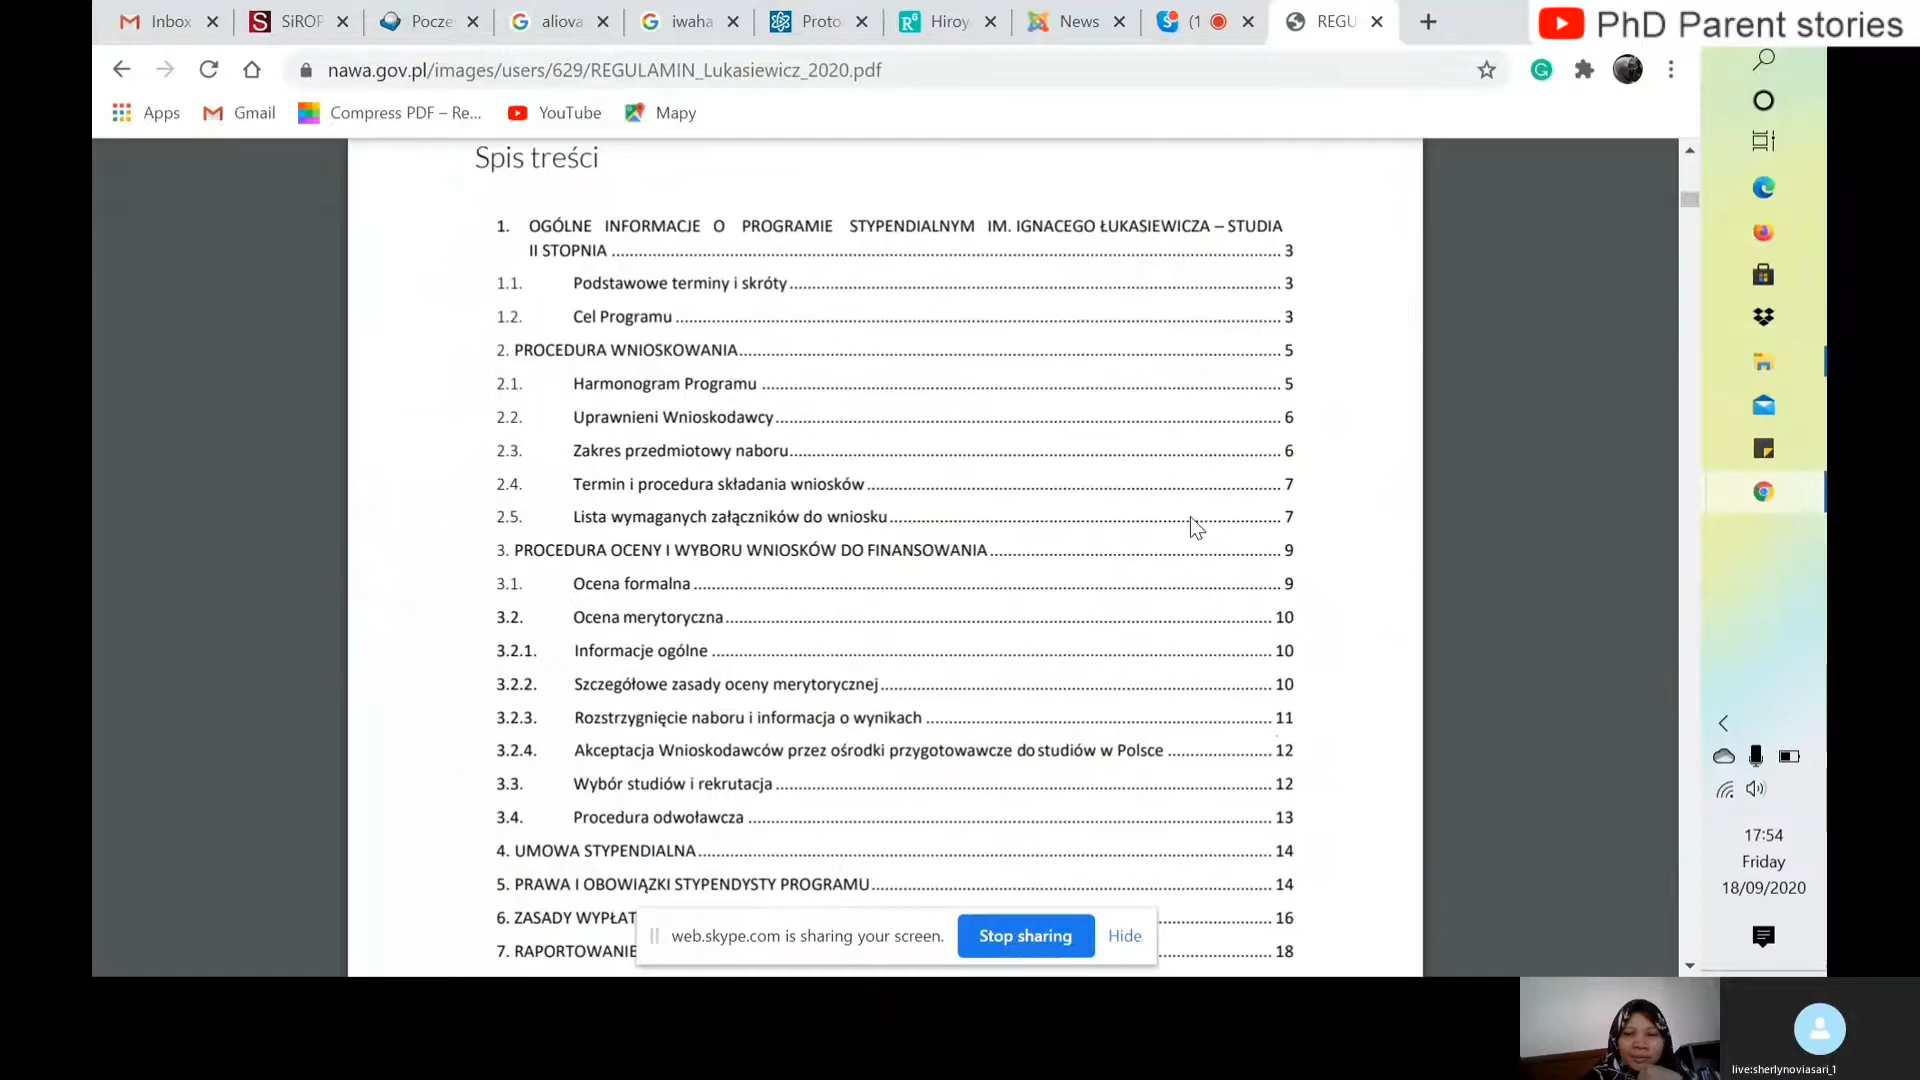 Inbox
SiROP
Pocze
aliova
iwaha
Proto
Hiroy
News
(1
REGU
PhD Parent stories
nawa.gov.pl/images/users/629/REGULAMIN_Lukasiewicz_2020.pdf
Apps
Gmail
Compress PDF – Re...
YouTube
Mapy
Spis treści
1. OGÓLNE INFORMACJE O PROGRAMIE STYPENDIALNYM IM. IGNACEGO ŁUKASIEWICZA – STUDIA
II STOPNIA 3
1.1. Podstawowe terminy i skróty 3
1.2. Cel Programu 3
2. PROCEDURA WNIOSKOWANIA 5
2.1. Harmonogram Programu 5
2.2. Uprawnieni Wnioskodawcy 6
2.3. Zakres przedmiotowy naboru 6
2.4. Termin i procedura składania wniosków 7
2.5. Lista wymaganych załączników do wniosku 7
3. PROCEDURA OCENY I WYBORU WNIOSKÓW DO FINANSOWANIA 9
3.1. Ocena formalna 9
3.2. Ocena merytoryczna 10
3.2.1. Informacje ogólne 10
3.2.2. Szczegółowe zasady oceny merytorycznej 10
3.2.3. Rozstrzygnięcie naboru i informacja o wynikach 11
3.2.4. Akceptacja Wnioskodawców przez ośrodki przygotowawcze do studiów w Polsce 12
3.3. Wybór studiów i rekrutacja 12
3.4. Procedura odwoławcza 13
4. UMOWA STYPENDIALNA 14
5. PRAWA I OBOWIĄZKI STYPENDYSTY PROGRAMU 14
6. ZASADY WYPŁAT 16
7. RAPORTOWANIE 18
web.skype.com is sharing your screen.
Stop sharing
Hide
17:54
Friday
18/09/2020
live:sherlynoviasari_1